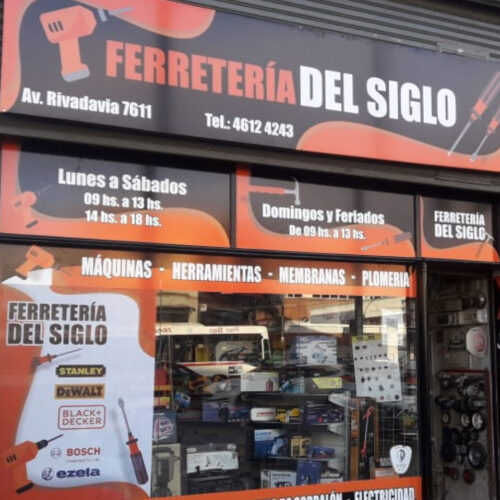 FERRETERÍA DEL SIGLO
Av. Rivadavia 7611
Tel.: 4612 4243
Lunes a Sábados
09 hs. a 13 hs.
14 hs. a 18 hs.
Domingos y Feriados
De 09 hs. a 13 hs.
FERRETERÍA
DEL SIGLO
MÁQUINAS - HERRAMIENTAS - MEMBRANAS - PLOMERIA
FERRETERÍA
DEL SIGLO
STANLEY
DEWALT
BLACK+
DECKER
BOSCH
ezeta
ELECTRICIDAD